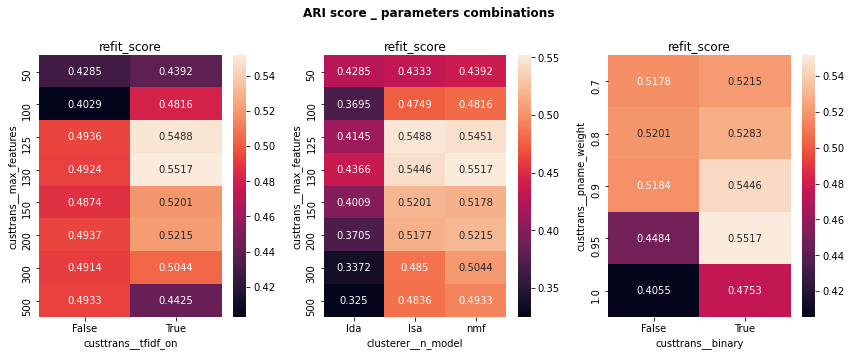 ARI score _ parameters combinations
refit_score
custtrans__max_features
50 0.4285 0.4392
100 0.4029 0.4816
125 0.4936 0.5488
130 0.4924 0.5517
150 0.4874 0.5201
200 0.4937 0.5215
300 0.4914 0.5044
500 0.4933 0.4425
False True
custtrans__tfidf_on
0.54
0.52
0.50
0.48
0.46
0.44
0.42
refit_score
custtrans__max_features
50 0.4285 0.4333 0.4392
100 0.3695 0.4749 0.4816
125 0.4145 0.5488 0.5451
130 0.4366 0.5446 0.5517
150 0.4009 0.5201 0.5178
200 0.3705 0.5177 0.5215
300 0.3372 0.485 0.5044
500 0.325 0.4836 0.4933
lda lsa nmf
clusterer__n_model
0.55
0.50
0.45
0.40
0.35
refit_score
custtrans__pname_weight
0.7 0.5178 0.5215
0.8 0.5201 0.5283
0.9 0.5184 0.5446
0.95 0.4484 0.5517
1.0 0.4055 0.4753
False True
custtrans__binary
0.54
0.52
0.50
0.48
0.46
0.44
0.42